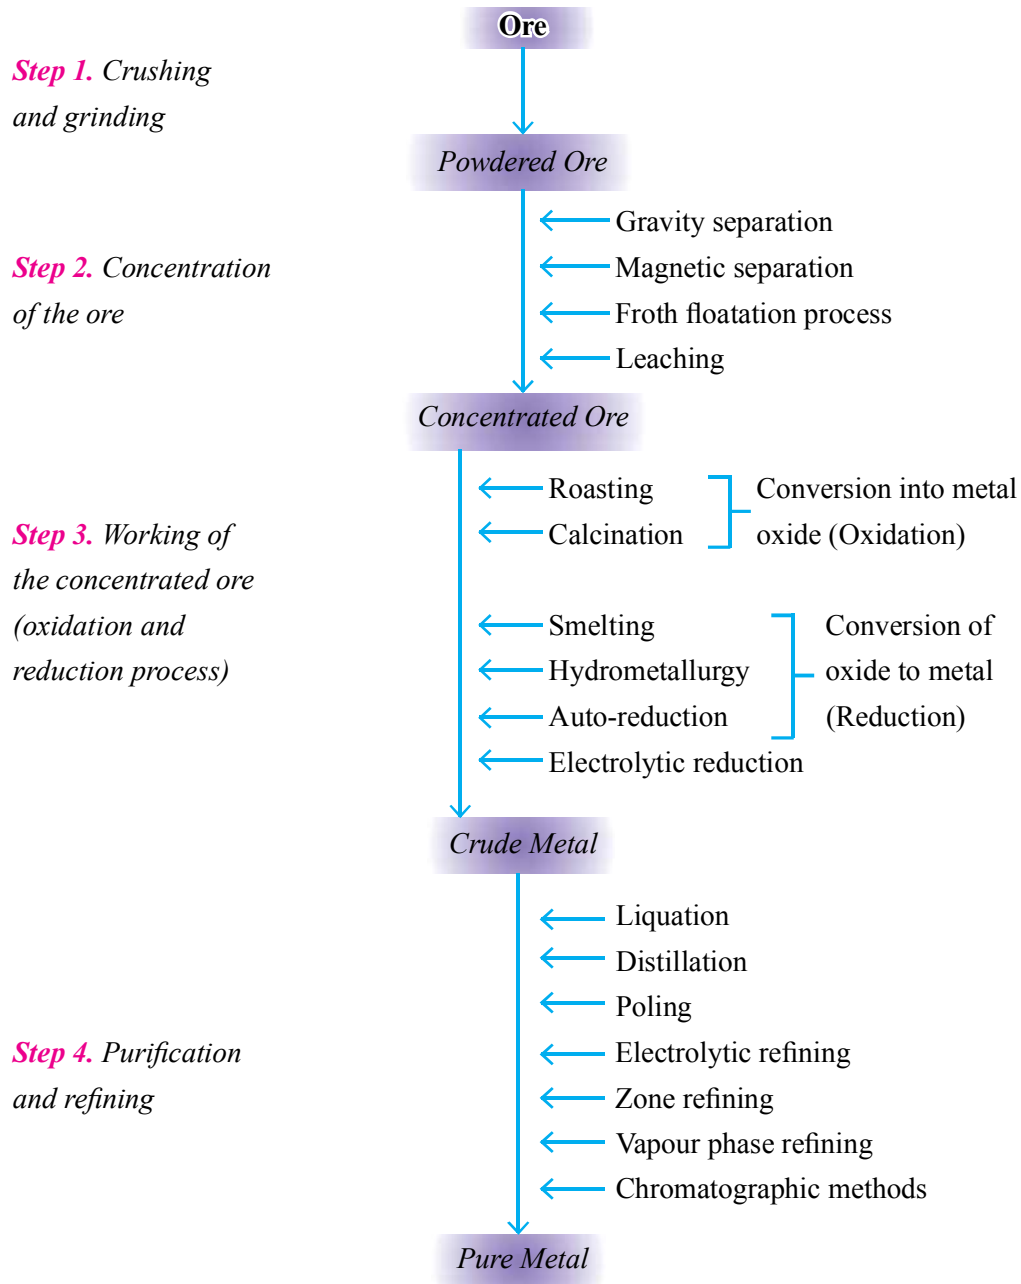 Ore
Step 1. Crushing
and grinding
Powdered Ore
Gravity separation
Step 2. Concentration
of the ore
Magnetic separation
Froth floatation process
Leaching
Concentrated Ore
Roasting
Calcination
Conversion into metal
oxide (Oxidation)
Step 3. Working of
the concentrated ore
(oxidation and
reduction process)
Smelting
Hydrometallurgy
Auto-reduction
Conversion of
oxide to metal
(Reduction)
Electrolytic reduction
Crude Metal
Liquation
Distillation
Poling
Step 4. Purification
and refining
Electrolytic refining
Zone refining
Vapour phase refining
Chromatographic methods
Pure Metal